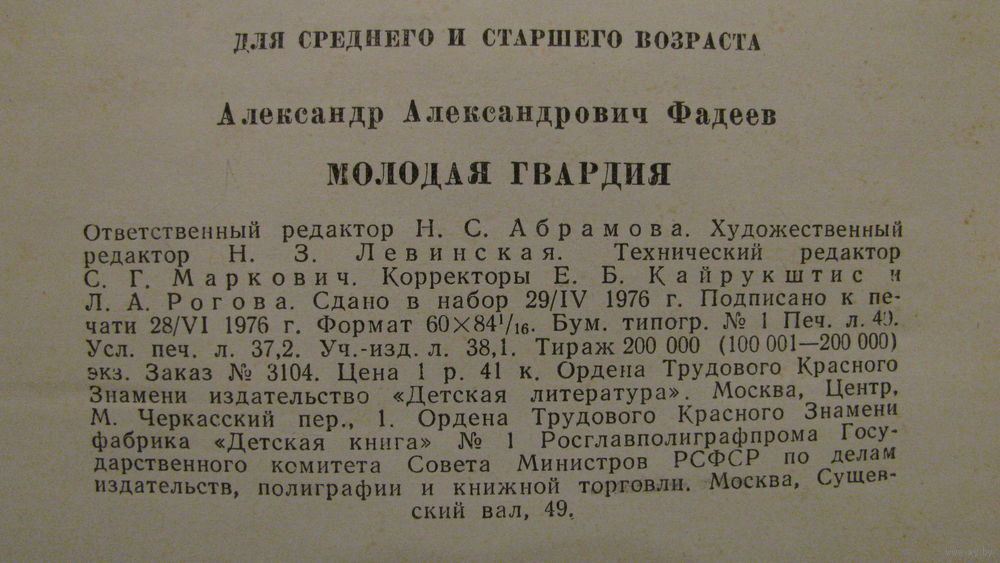 ДЛЯ СРЕДНЕГО И СТАРШЕГО ВОЗРАСТА
Александр Александрович Фадеев
МОЛОДАЯ ГВАРДИЯ
Ответственный редактор Н. С. Абрамова. Художественный
редактор Н. З. Левинская. Технический редактор
С. Г. Маркович. Корректоры Е. Б. Кайрукштис и
Л. А. Рогова. Сдано в набор 29/IV 1976 г. Подписано к пе-
чати 28/VI 1976 г. Формат 60×84¹/₁₆. Бум. типогр. № 1 Печ. л. 40.
Усл. печ. л. 37,2. Уч.-изд. л. 38,1. Тираж 200 000 (100 001—200 000)
экз. Заказ № 3104. Цена 1 р. 41 к. Ордена Трудового Красного
Знамени издательство «Детская литература». Москва, Центр,
М. Черкасский пер., 1. Ордена Трудового Красного Знамени
фабрика «Детская книга» № 1 Росглавполиграфпрома Госу-
дарственного комитета Совета Министров РСФСР по делам
издательств, полиграфии и книжной торговли. Москва, Сущев-
ский вал, 49.
www.ay.by